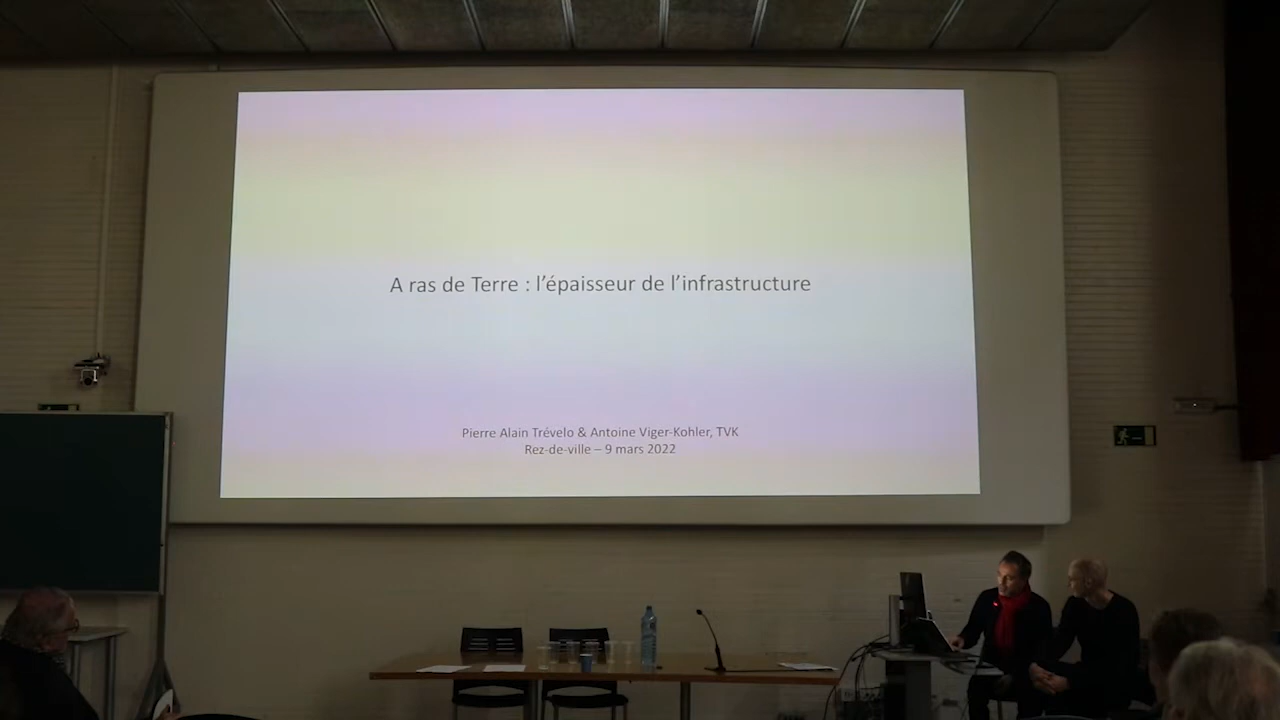 A ras de Terre : l’épaisseur de l’infrastructure
Pierre Alain Trévelo & Antoine Viger-Kohler, TVK
Rez-de-ville – 9 mars 2022